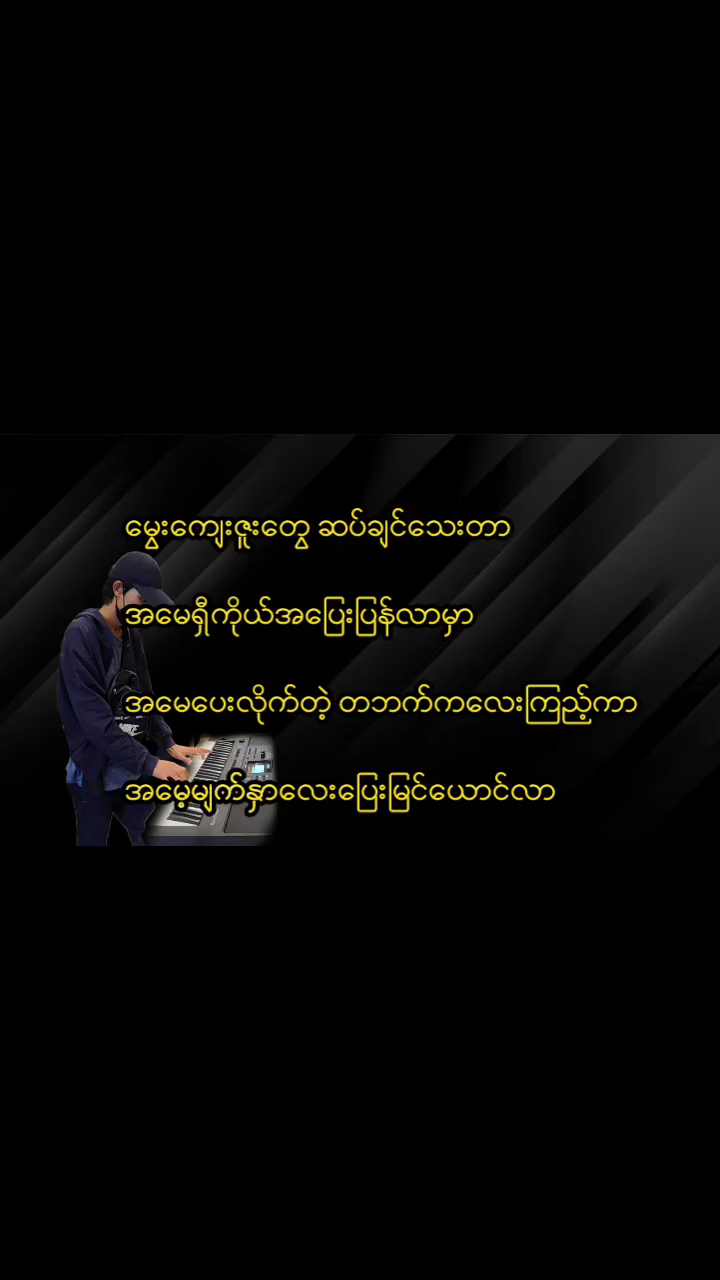 မွေးကျေးဇူးတွေ ဆပ်ချင်သေးတာ
အမေရှိီကိုယ်အပြေးပြန်လာမှာ
အမေပေးလိုက်တဲ့ တဘက်ကလေးကြည့်ကာ
အမေ့မျက်နှာလေးပြေးမြင်ယောင်လာ
NIKE